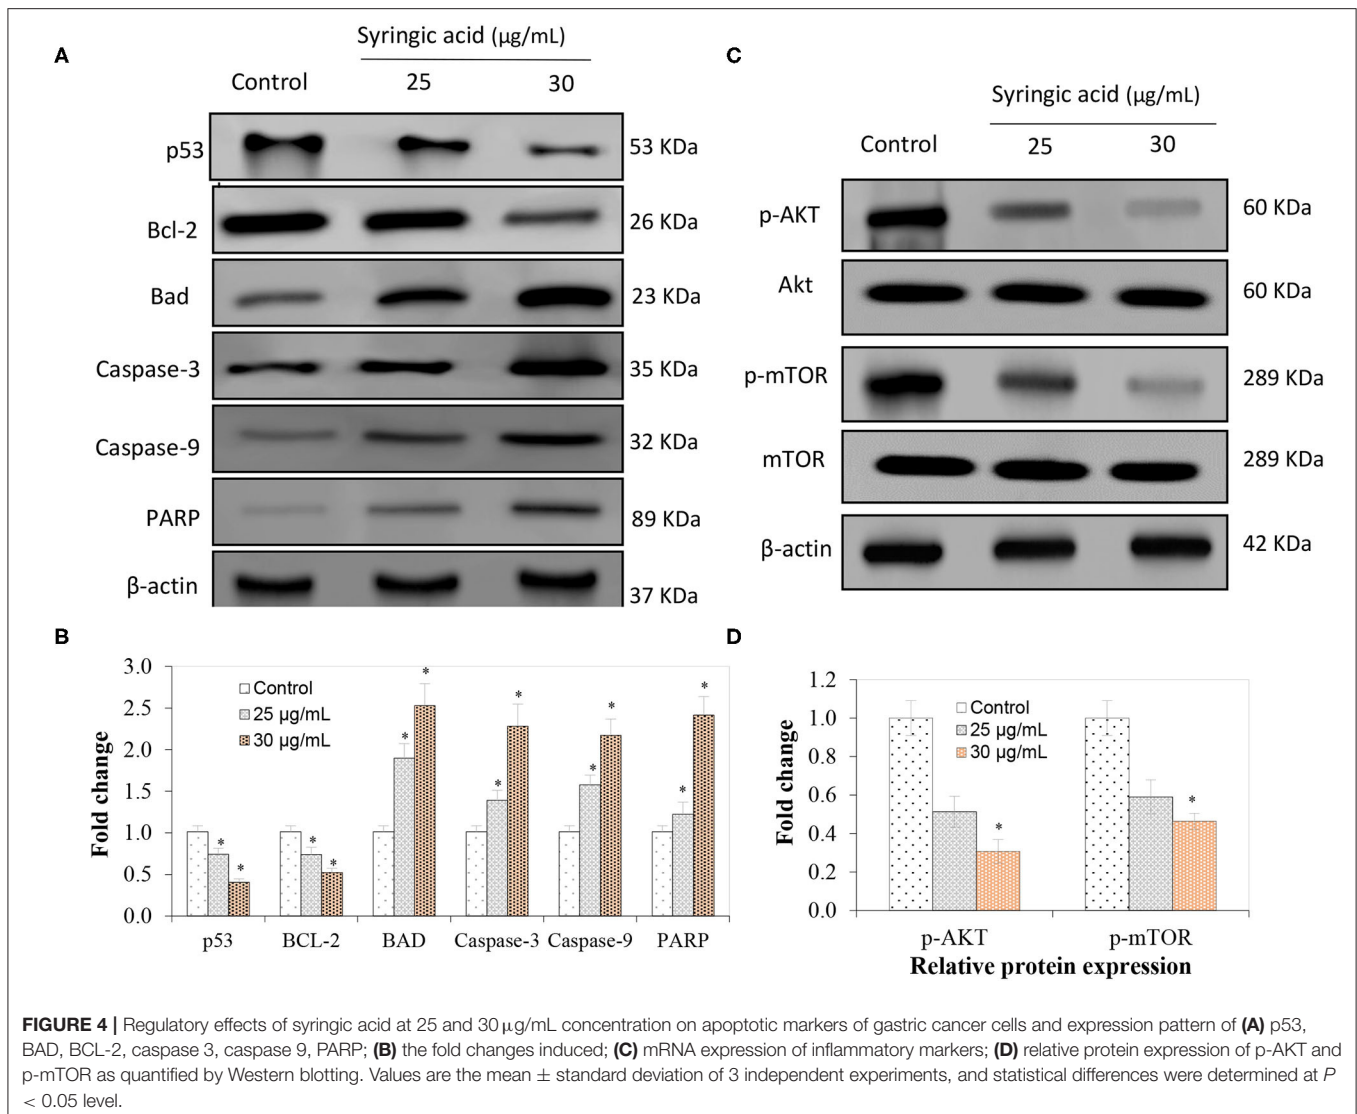 A
Syringic acid (µg/mL)
Control 25 30
p53 53 KDa
Bcl-2 26 KDa
Bad 23 KDa
Caspase-3 35 KDa
Caspase-9 32 KDa
PARP 89 KDa
β-actin 37 KDa
C
Syringic acid (µg/mL)
Control 25 30
p-AKT 60 KDa
Akt 60 KDa
p-mTOR 289 KDa
mTOR 289 KDa
β-actin 42 KDa
B
Fold change
3.0
2.5
2.0
1.5
1.0
0.5
0.0
Control
25 µg/mL
30 µg/mL
* * * * * * * * * * * *
p53 BCL-2 BAD Caspase-3 Caspase-9 PARP
D
Fold change
1.2
1.0
0.8
0.6
0.4
0.2
0.0
Control
25 µg/mL
30 µg/mL
* *
p-AKT p-mTOR
Relative protein expression
FIGURE 4 | Regulatory effects of syringic acid at 25 and 30 µg/mL concentration on apoptotic markers of gastric cancer cells and expression pattern of (A) p53,
BAD, BCL-2, caspase 3, caspase 9, PARP; (B) the fold changes induced; (C) mRNA expression of inflammatory markers; (D) relative protein expression of p-AKT and
p-mTOR as quantified by Western blotting. Values are the mean ± standard deviation of 3 independent experiments, and statistical differences were determined at P
< 0.05 level.